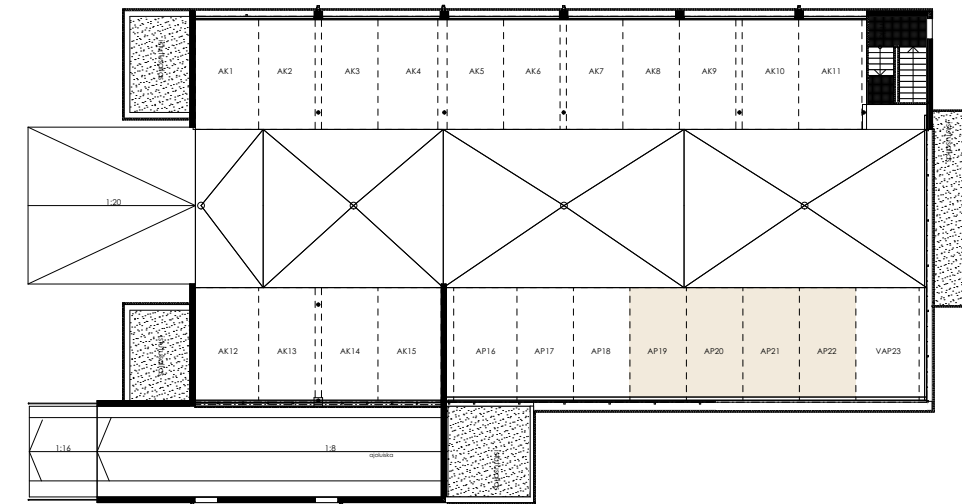 AK1 AK2 AK3 AK4 AK5 AK6 AK7 AK8 AK9 AK10 AK11
1:20
AK12 AK13 AK14 AK15 AP16 AP17 AP18 AP19 AP20 AP21 AP22 VAP23
1:16 1:8
ajoluiska